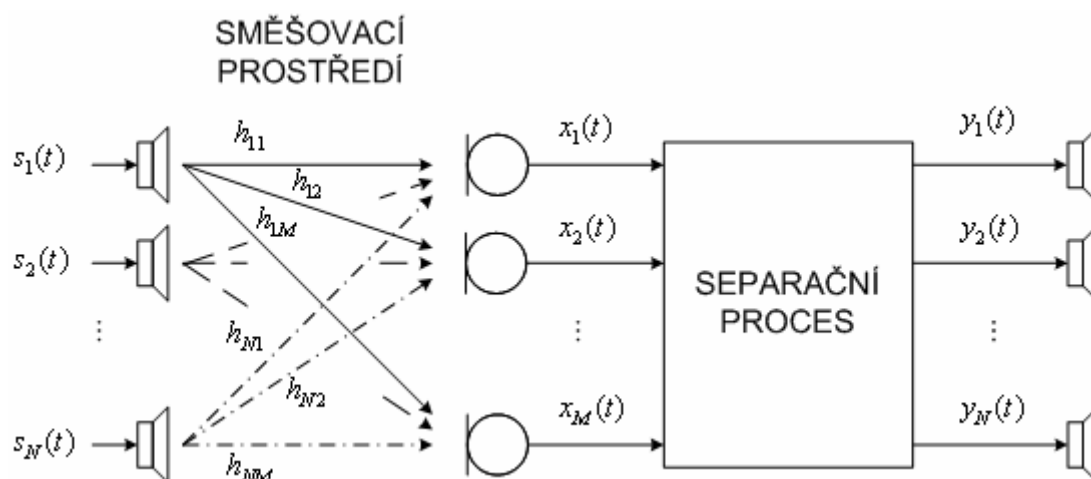 SMĚŠOVACÍ
PROSTŘEDÍ
s₁(t)
h₁₁
x₁(t)
y₁(t)
h₁₂
h₁M
s₂(t)
x₂(t)
y₂(t)
SEPARAČNÍ
PROCES
⋮
⋮
⋮
hN1
hN2
sN(t)
xM(t)
yN(t)
hNM